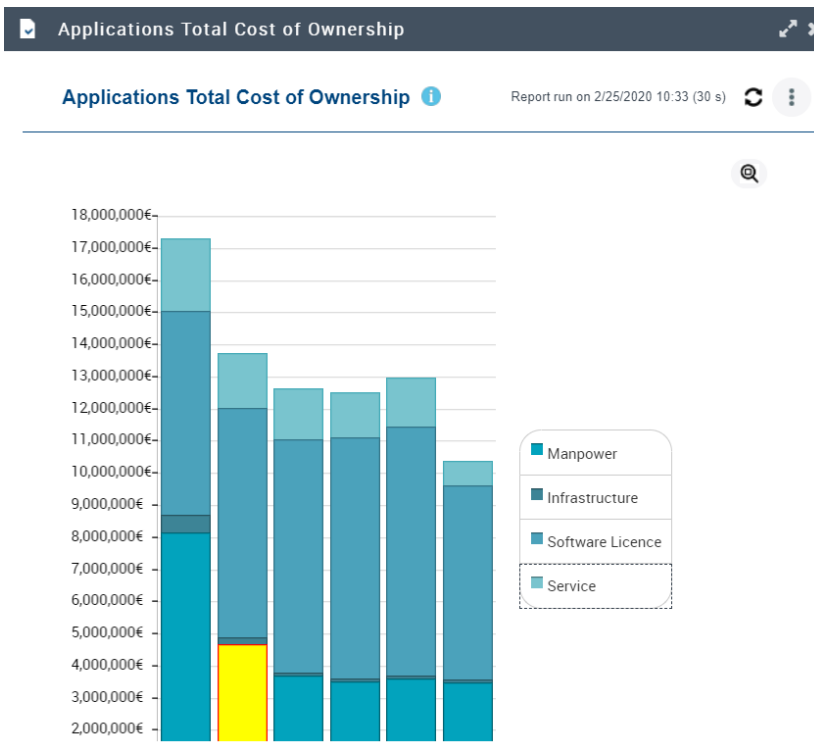 Applications Total Cost of Ownership
Applications Total Cost of Ownership i Report run on 2/25/2020 10:33 (30 s)
18,000,000€
17,000,000€
16,000,000€
15,000,000€
14,000,000€
13,000,000€
12,000,000€
11,000,000€
10,000,000€
9,000,000€
8,000,000€
7,000,000€
6,000,000€
5,000,000€
4,000,000€
3,000,000€
2,000,000€
Manpower
Infrastructure
Software Licence
Service